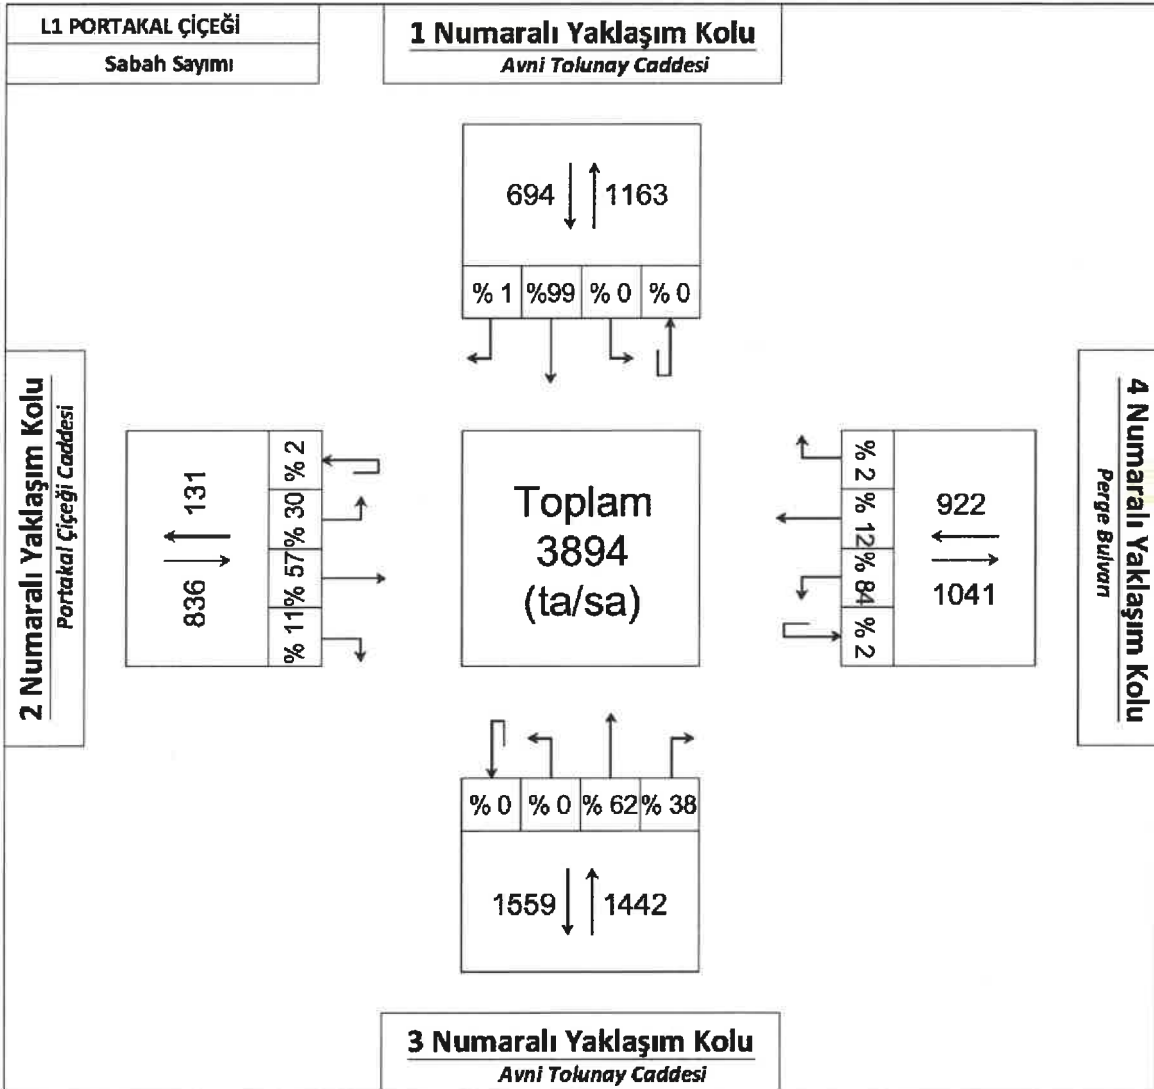 L1 PORTAKAL ÇİÇEĞİ
Sabah Sayımı
1 Numaralı Yaklaşım Kolu
Avni Tolunay Caddesi
694 1163
% 1 %99 % 0 % 0
2 Numaralı Yaklaşım Kolu
Portakal Çiçeği Caddesi
131
836
% 2
% 30
% 57
% 11
Toplam
3894
(ta/sa)
% 2
% 12
% 84
% 2
922
1041
4 Numaralı Yaklaşım Kolu
Perge Bulvarı
% 0 % 0 % 62 % 38
1559 1442
3 Numaralı Yaklaşım Kolu
Avni Tolunay Caddesi